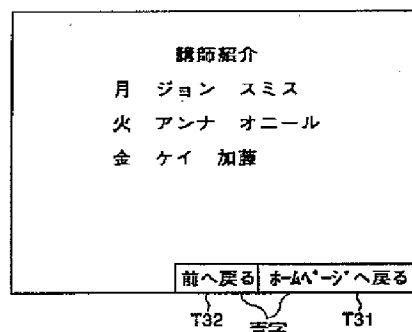 講師紹介
月 ジョン スミス
火 アンナ オニール
金 ケイ 加藤
前へ戻る ホームページへ戻る
T32 青字 T31